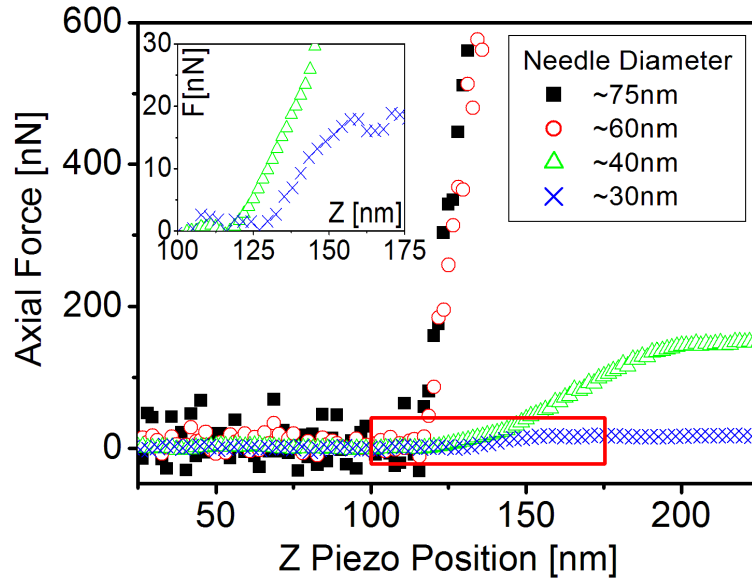 600
400
200
0
Axial Force [nN]
50
100
150
200
Z Piezo Position [nm]
30
20
10
0
F[nN]
Z [nm]
100
125
150
175
Needle Diameter
~75nm
~60nm
~40nm
~30nm